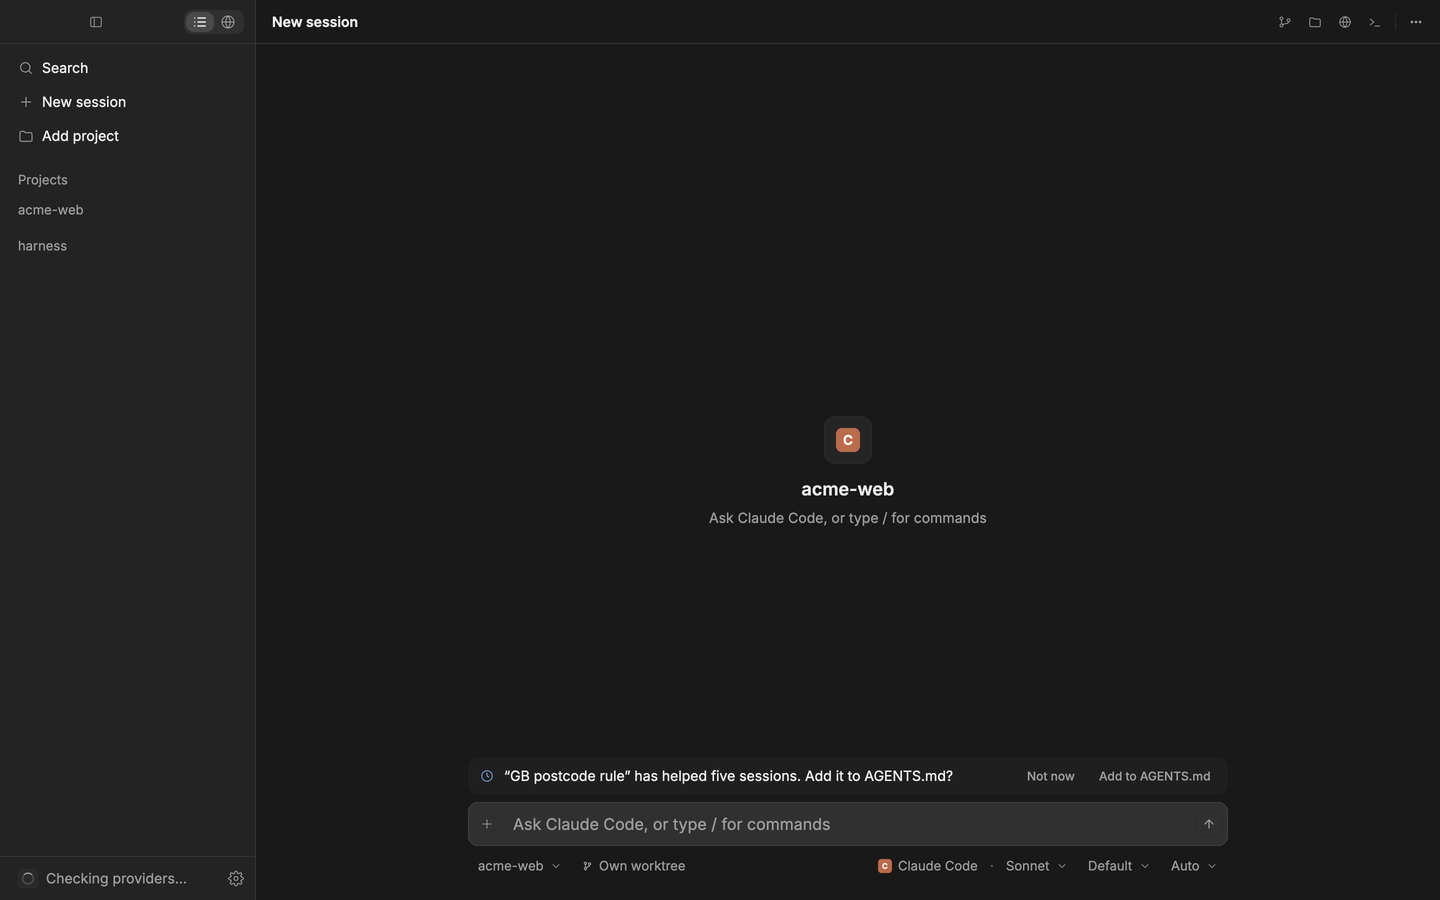 New session
Search
New session
Add project
Projects
acme-web
harness
C
acme-web
Ask Claude Code, or type / for commands
“GB postcode rule” has helped five sessions. Add it to AGENTS.md?
Not now
Add to AGENTS.md
Ask Claude Code, or type / for commands
acme-web
Own worktree
C
Claude Code · Sonnet
Default
Auto
Checking providers...